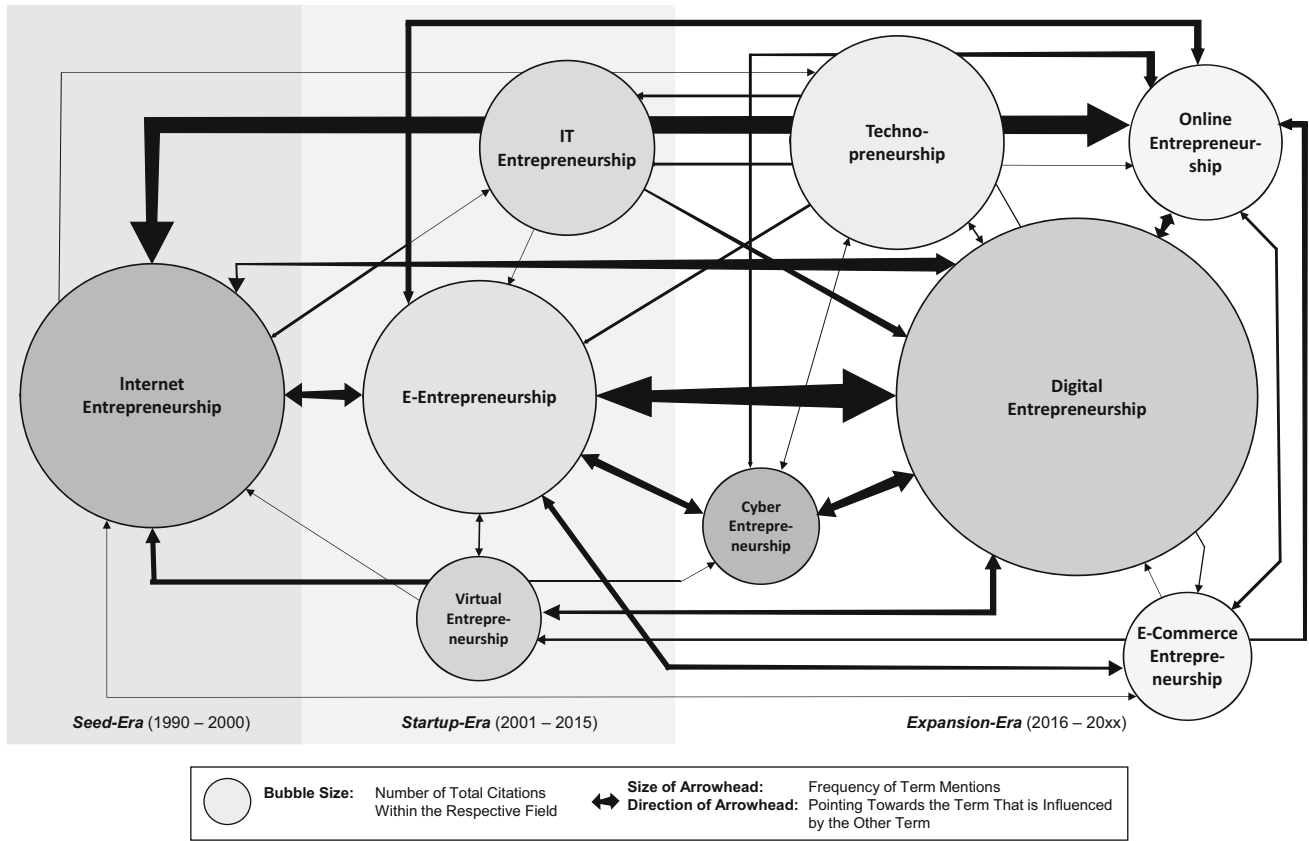 IT
Entrepreneurship
Techno-
preneurship
Online
Entrepreneur-
ship
Internet
Entrepreneurship
E-Entrepreneurship
Digital
Entrepreneurship
Cyber
Entrepre-
neurship
Virtual
Entrepre-
neurship
E-Commerce
Entrepre-
neurship
Seed-Era (1990 – 2000)
Startup-Era (2001 – 2015)
Expansion-Era (2016 – 20xx)
Bubble Size: Number of Total Citations
Within the Respective Field
Size of Arrowhead: Frequency of Term Mentions
Direction of Arrowhead: Pointing Towards the Term That is Influenced
by the Other Term